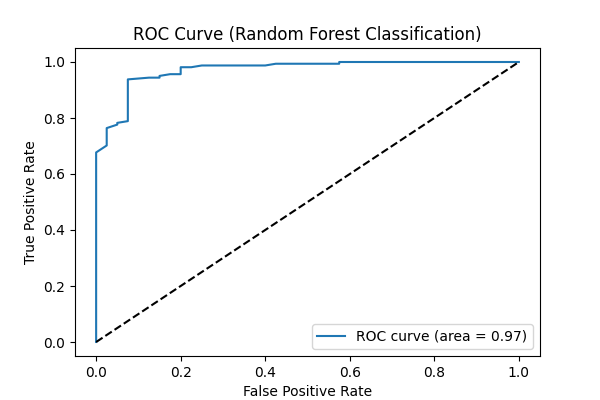 ROC Curve (Random Forest Classification)
True Positive Rate
1.0
0.8
0.6
0.4
0.2
0.0
ROC curve (area = 0.97)
0.0 0.2 0.4 0.6 0.8 1.0
False Positive Rate